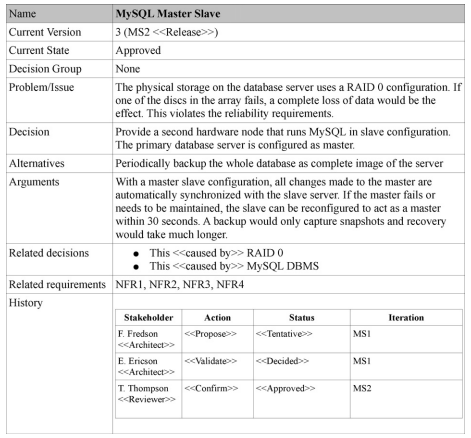 Name MySQL Master Slave
Current Version 3 (MS2 <<Release>>)
Current State Approved
Decision Group None
Problem/Issue The physical storage on the database server uses a RAID 0 configuration. If
one of the discs in the array fails, a complete loss of data would be the
effect. This violates the reliability requirements.
Decision Provide a second hardware node that runs MySQL in slave configuration.
The primary database server is configured as master.
Alternatives Periodically backup the whole database as complete image of the server
Arguments With a master slave configuration, all changes made to the master are
automatically synchronized with the slave server. If the master fails or
needs to be maintained, the slave can be reconfigured to act as a master
within 30 seconds. A backup would only capture snapshots and recovery
would take much longer.
Related decisions ● This <<caused by>> RAID 0
● This <<caused by>> MySQL DBMS
Related requirements NFR1, NFR2, NFR3, NFR4
History
Stakeholder Action Status Iteration
F. Fredson <<Propose>> <<Tentative>> MS1
<<Architect>>
E. Ericson <<Validate>> <<Decided>> MS1
<<Architect>>
T. Thompson <<Confirm>> <<Approved>> MS2
<<Reviewer>>